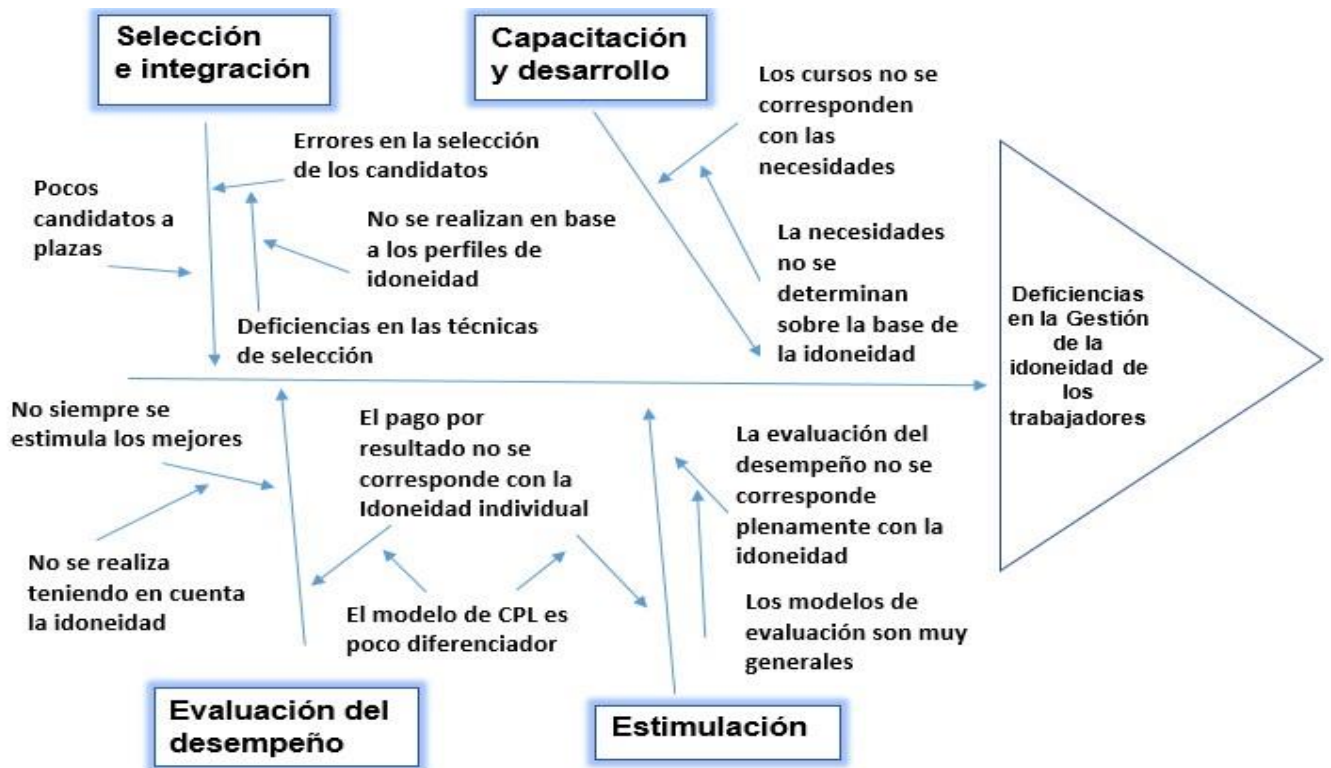 Selección
e integración
Capacitación
y desarrollo
Los cursos no se
corresponden
con las
necesidades
Errores en la selección
de los candidatos
Pocos
candidatos a
plazas
No se realizan en base
a los perfiles de
idoneidad
La necesidades
no se
determinan
sobre la base de
la idoneidad
Deficiencias en las técnicas
de selección
Deficiencias
en la Gestión
de la
idoneidad de
los
trabajadores
No siempre se
estimula los mejores
El pago por
resultado no se
corresponde con la
Idoneidad individual
La evaluación del
desempeño no se
corresponde
plenamente con la
idoneidad
No se realiza
teniendo en cuenta
la idoneidad
El modelo de CPL es
poco diferenciador
Los modelos de
evaluación son muy
generales
Evaluación del
desempeño
Estimulación